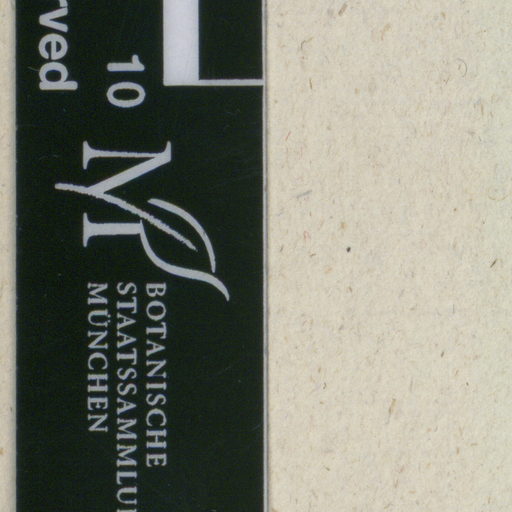 rved
10
M
BOTANISCHE
STAATSSAMMLU
MÜNCHEN